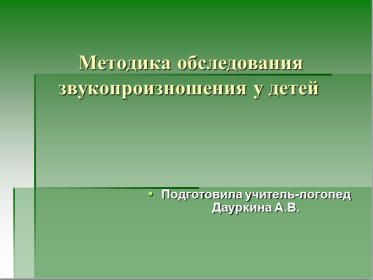 Методика обследования
звукопроизношения у детей
Подготовила учитель-логопед
Дауркина А.В.